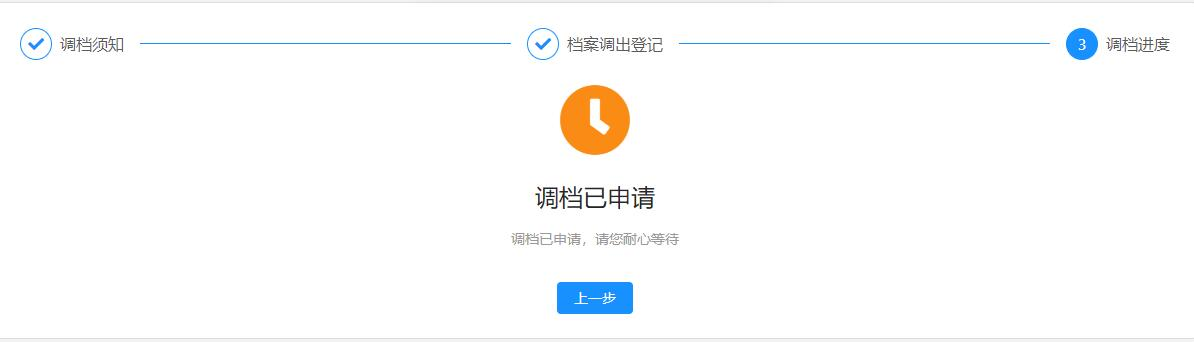 调档须知
档案调出登记
3 调档进度
调档已申请
调档已申请，请您耐心等待
上一步